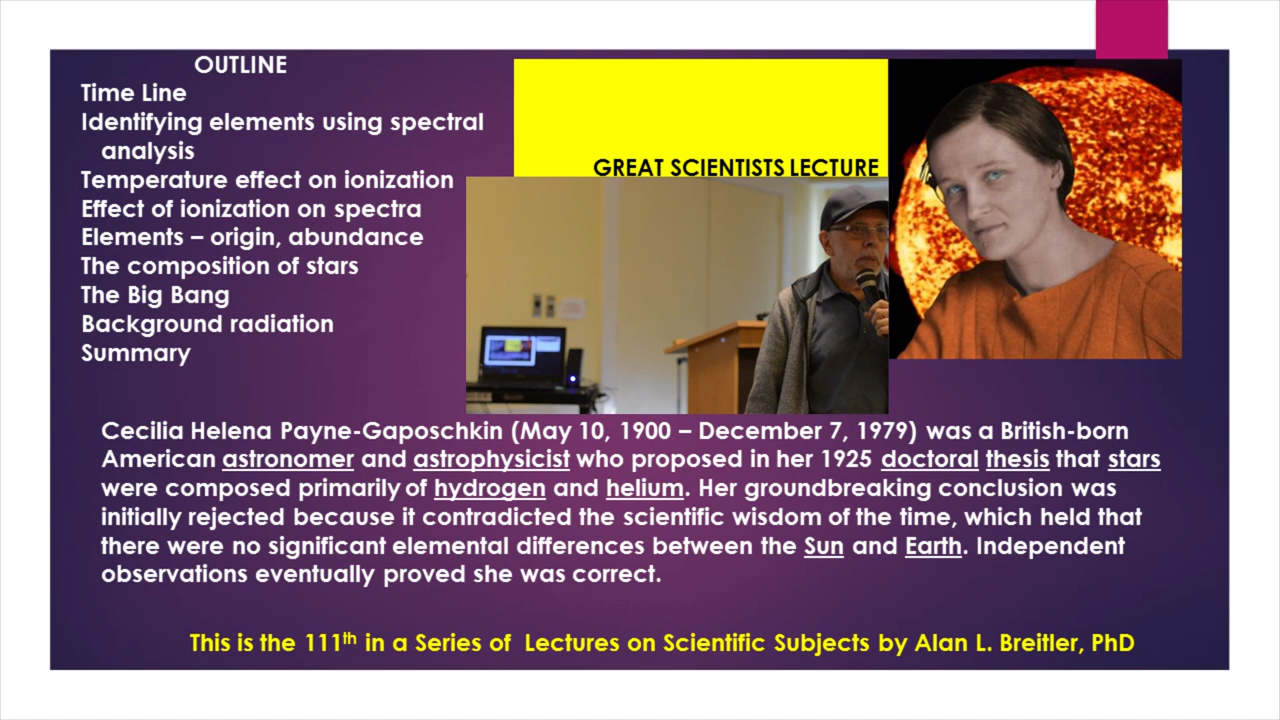 OUTLINE
Time Line
Identifying elements using spectral
analysis
Temperature effect on ionization
Effect of ionization on spectra
Elements – origin, abundance
The composition of stars
The Big Bang
Background radiation
Summary
GREAT SCIENTISTS LECTURE
Cecilia Helena Payne-Gaposchkin (May 10, 1900 – December 7, 1979) was a British-born
American astronomer and astrophysicist who proposed in her 1925 doctoral thesis that stars
were composed primarily of hydrogen and helium. Her groundbreaking conclusion was
initially rejected because it contradicted the scientific wisdom of the time, which held that
there were no significant elemental differences between the Sun and Earth. Independent
observations eventually proved she was correct.
This is the 111th in a Series of Lectures on Scientific Subjects by Alan L. Breitler, PhD